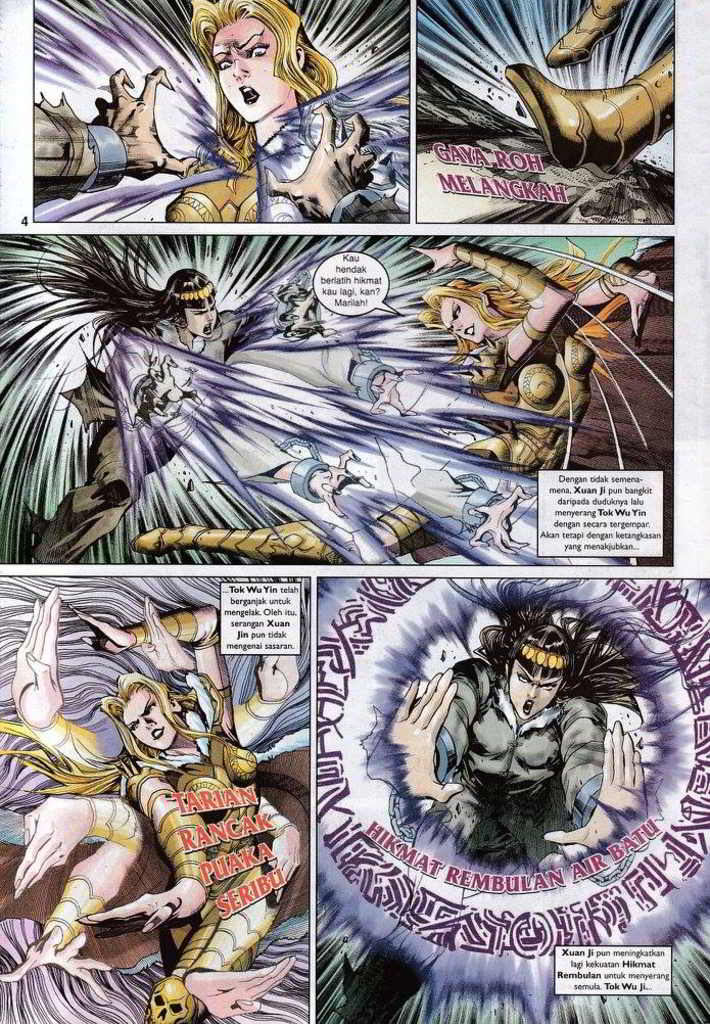 GAYA ROH
MELANGKAH
4
Kau
hendak
berlatih hikmat
kau lagi, kan?
Marilah!
Dengan tidak semena-
mena, Xuan Ji pun bangkit
daripada duduknya lalu
menyerang Tok Wu Yin
dengan secara tergempar.
Akan tetapi dengan ketangkasan
yang menakjubkan...
...Tok Wu Yin telah
berganjak untuk
mengelak. Oleh itu,
serangan Xuan
Jin pun tidak
mengenai sasaran.
TARIAN
RANCAK
PUAKA
SERIBU
HIKMAT REMBULAN AIR BATU
Xuan Ji pun meningkatkan
lagi kekuatan Hikmat
Rembulan untuk menyerang
semula. Tok Wu Ji...